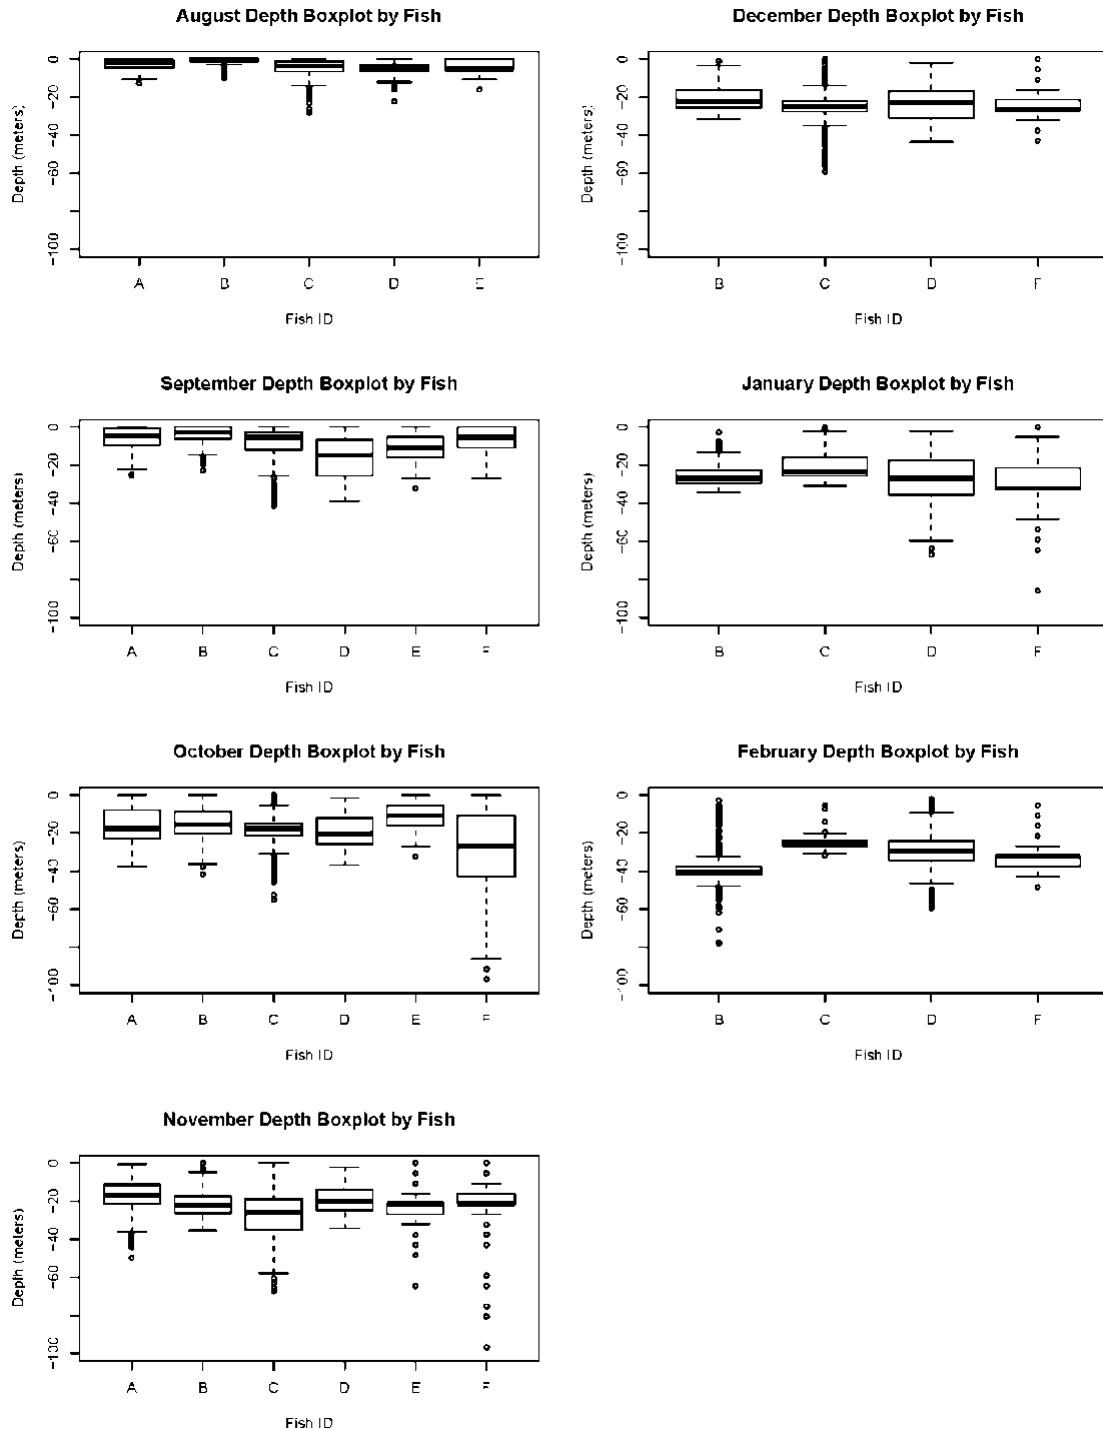 August Depth Boxplot by Fish
Depth (meters)
0
-20
-40
-60
-100
A B C D E
Fish ID
December Depth Boxplot by Fish
Depth (meters)
0
-20
-40
-60
-100
B C D F
Fish ID
September Depth Boxplot by Fish
Depth (meters)
0
-20
-40
-60
-100
A B C D E F
Fish ID
January Depth Boxplot by Fish
Depth (meters)
0
-20
-40
-60
-100
B C D F
Fish ID
October Depth Boxplot by Fish
Depth (meters)
0
-20
-40
-60
-100
A B C D E F
Fish ID
February Depth Boxplot by Fish
Depth (meters)
0
-20
-40
-60
-100
B C D F
Fish ID
November Depth Boxplot by Fish
Depth (meters)
0
-20
-40
-60
-100
A B C D E F
Fish ID